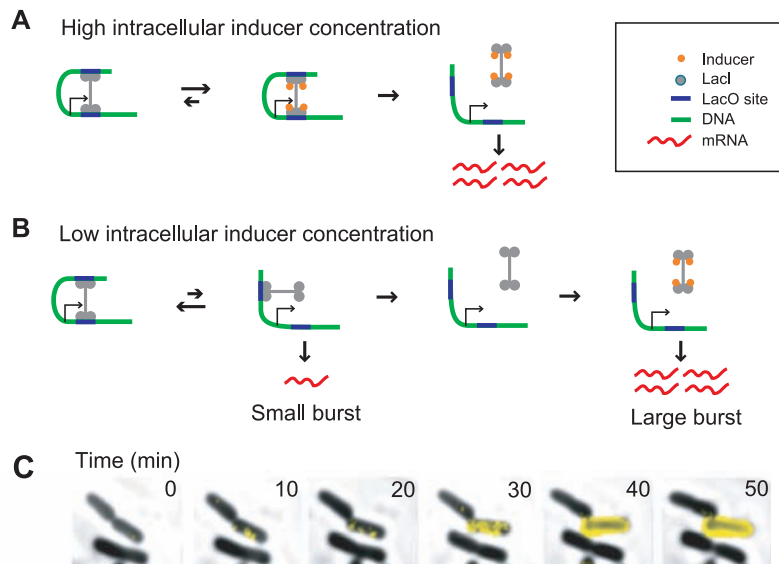 A
High intracellular inducer concentration
Inducer
LacI
LacO site
DNA
mRNA
B
Low intracellular inducer concentration
Small burst
Large burst
C
Time (min)
0
10
20
30
40
50